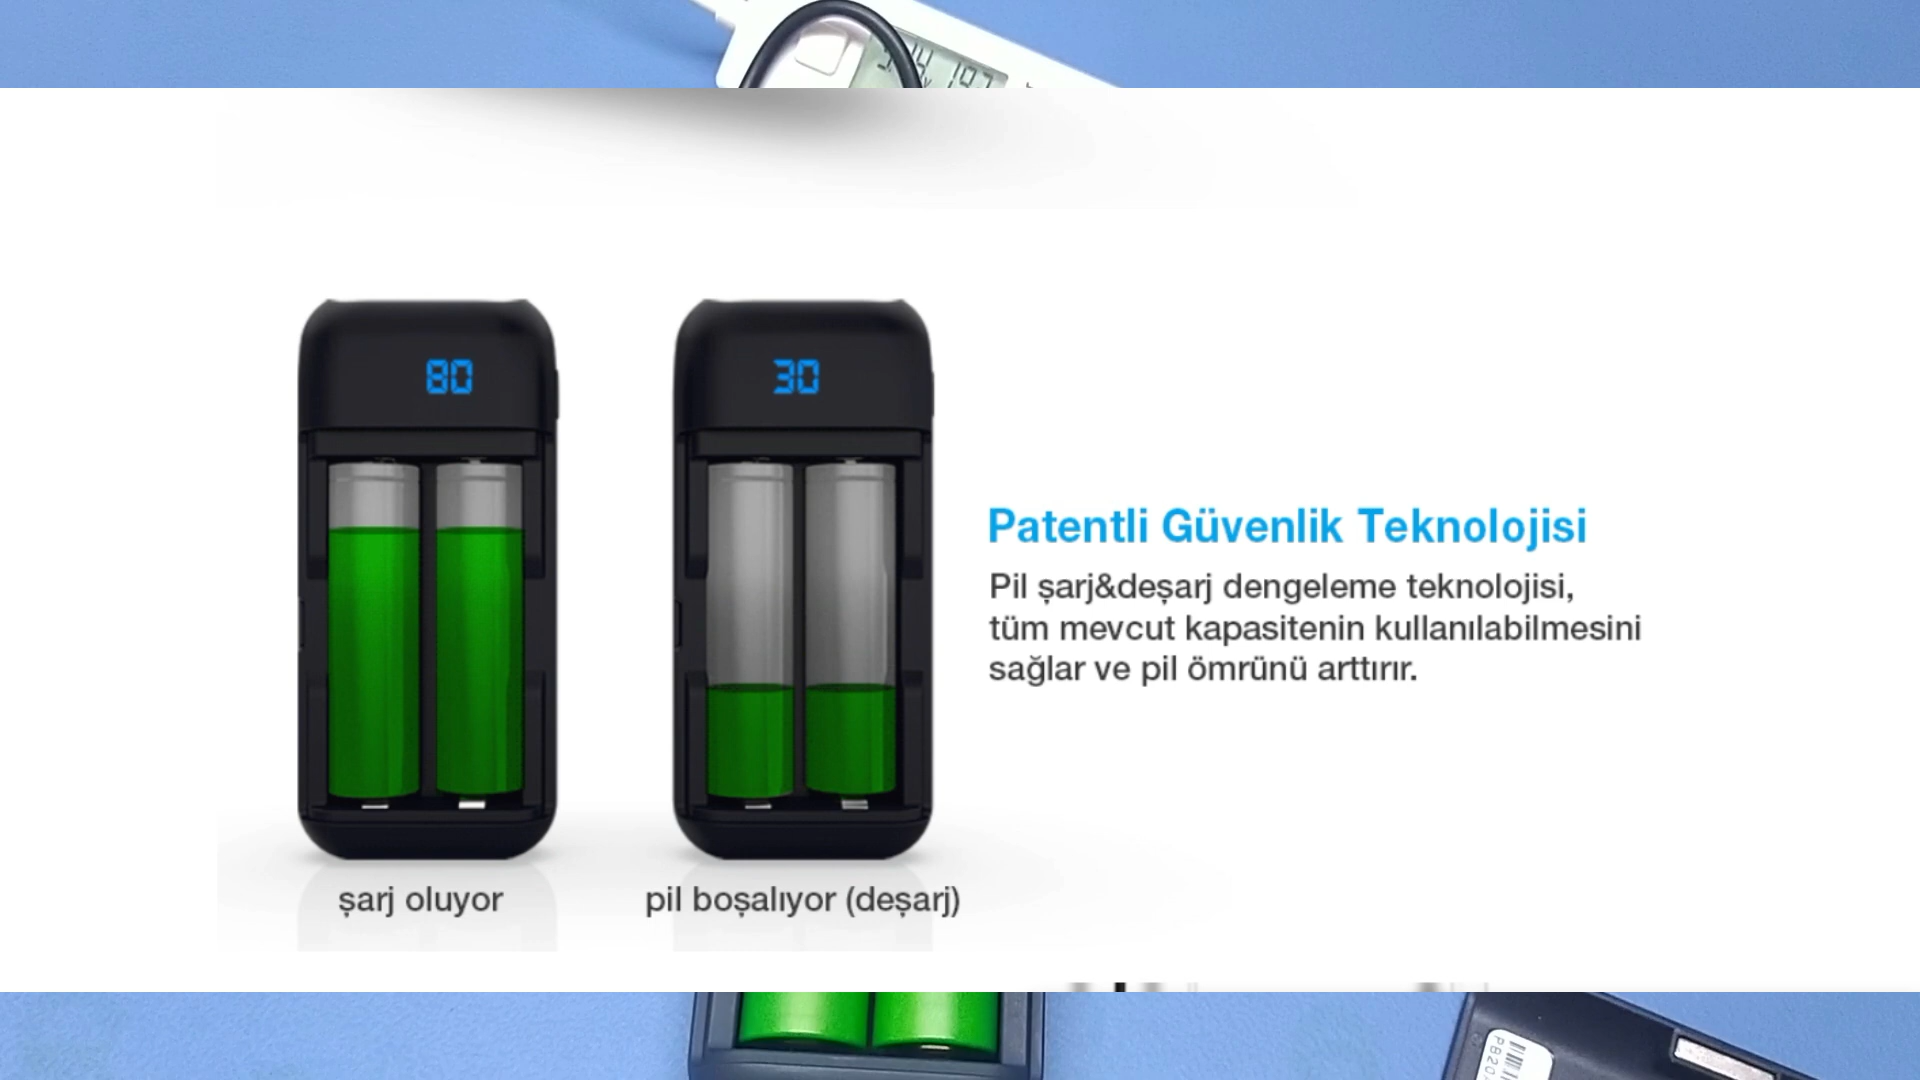 80
30
Patentli Güvenlik Teknolojisi
Pil şarj&deşarj dengeleme teknolojisi,
tüm mevcut kapasitenin kullanılabilmesini
sağlar ve pil ömrünü arttırır.
şarj oluyor
pil boşalıyor (deşarj)